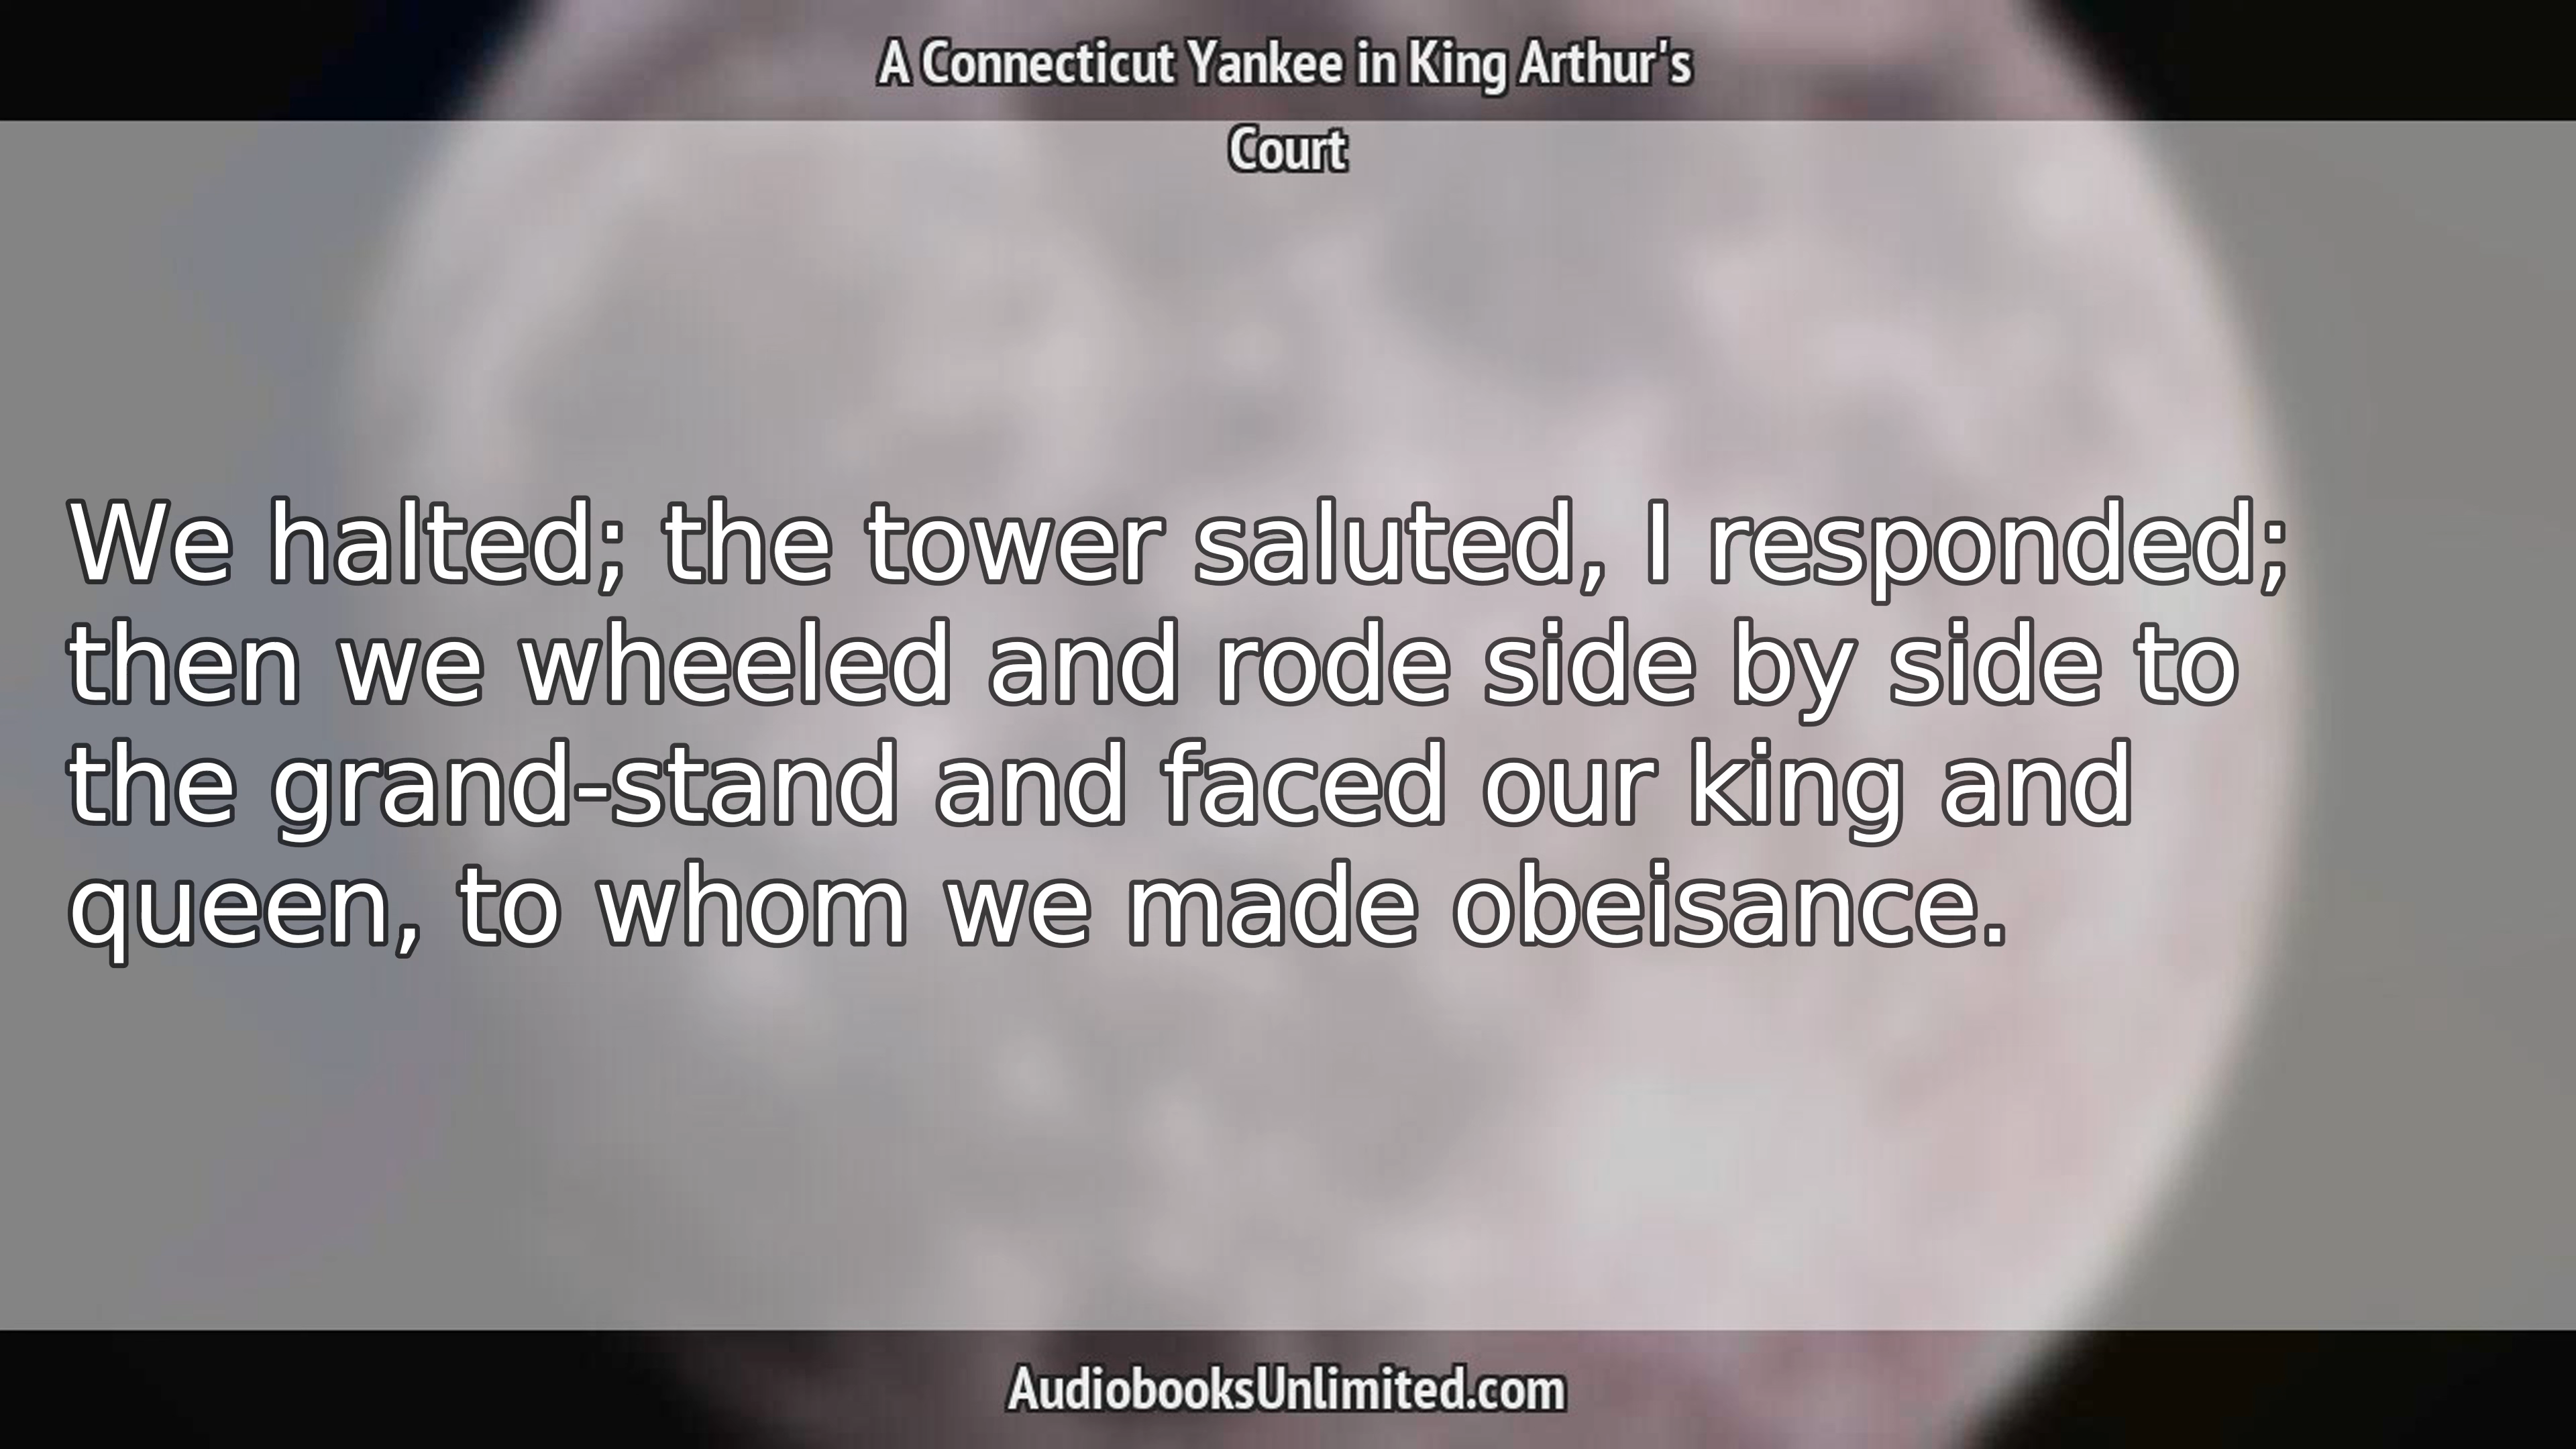 A Connecticut Yankee in King Arthur's
Court
We halted; the tower saluted, I responded;
then we wheeled and rode side by side to
the grand-stand and faced our king and
queen, to whom we made obeisance.
AudiobooksUnlimited.com